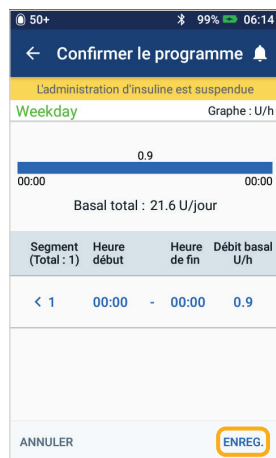 50+ 99% 06:14
Confirmer le programme
L'administration d'insuline est suspendue
Weekday Graphe : U/h
0.9
00:00 00:00
Basal total : 21.6 U/jour
Segment Heure Heure Débit basal
(Total : 1) début de fin U/h
< 1 00:00 - 00:00 0.9
ANNULER ENREG.